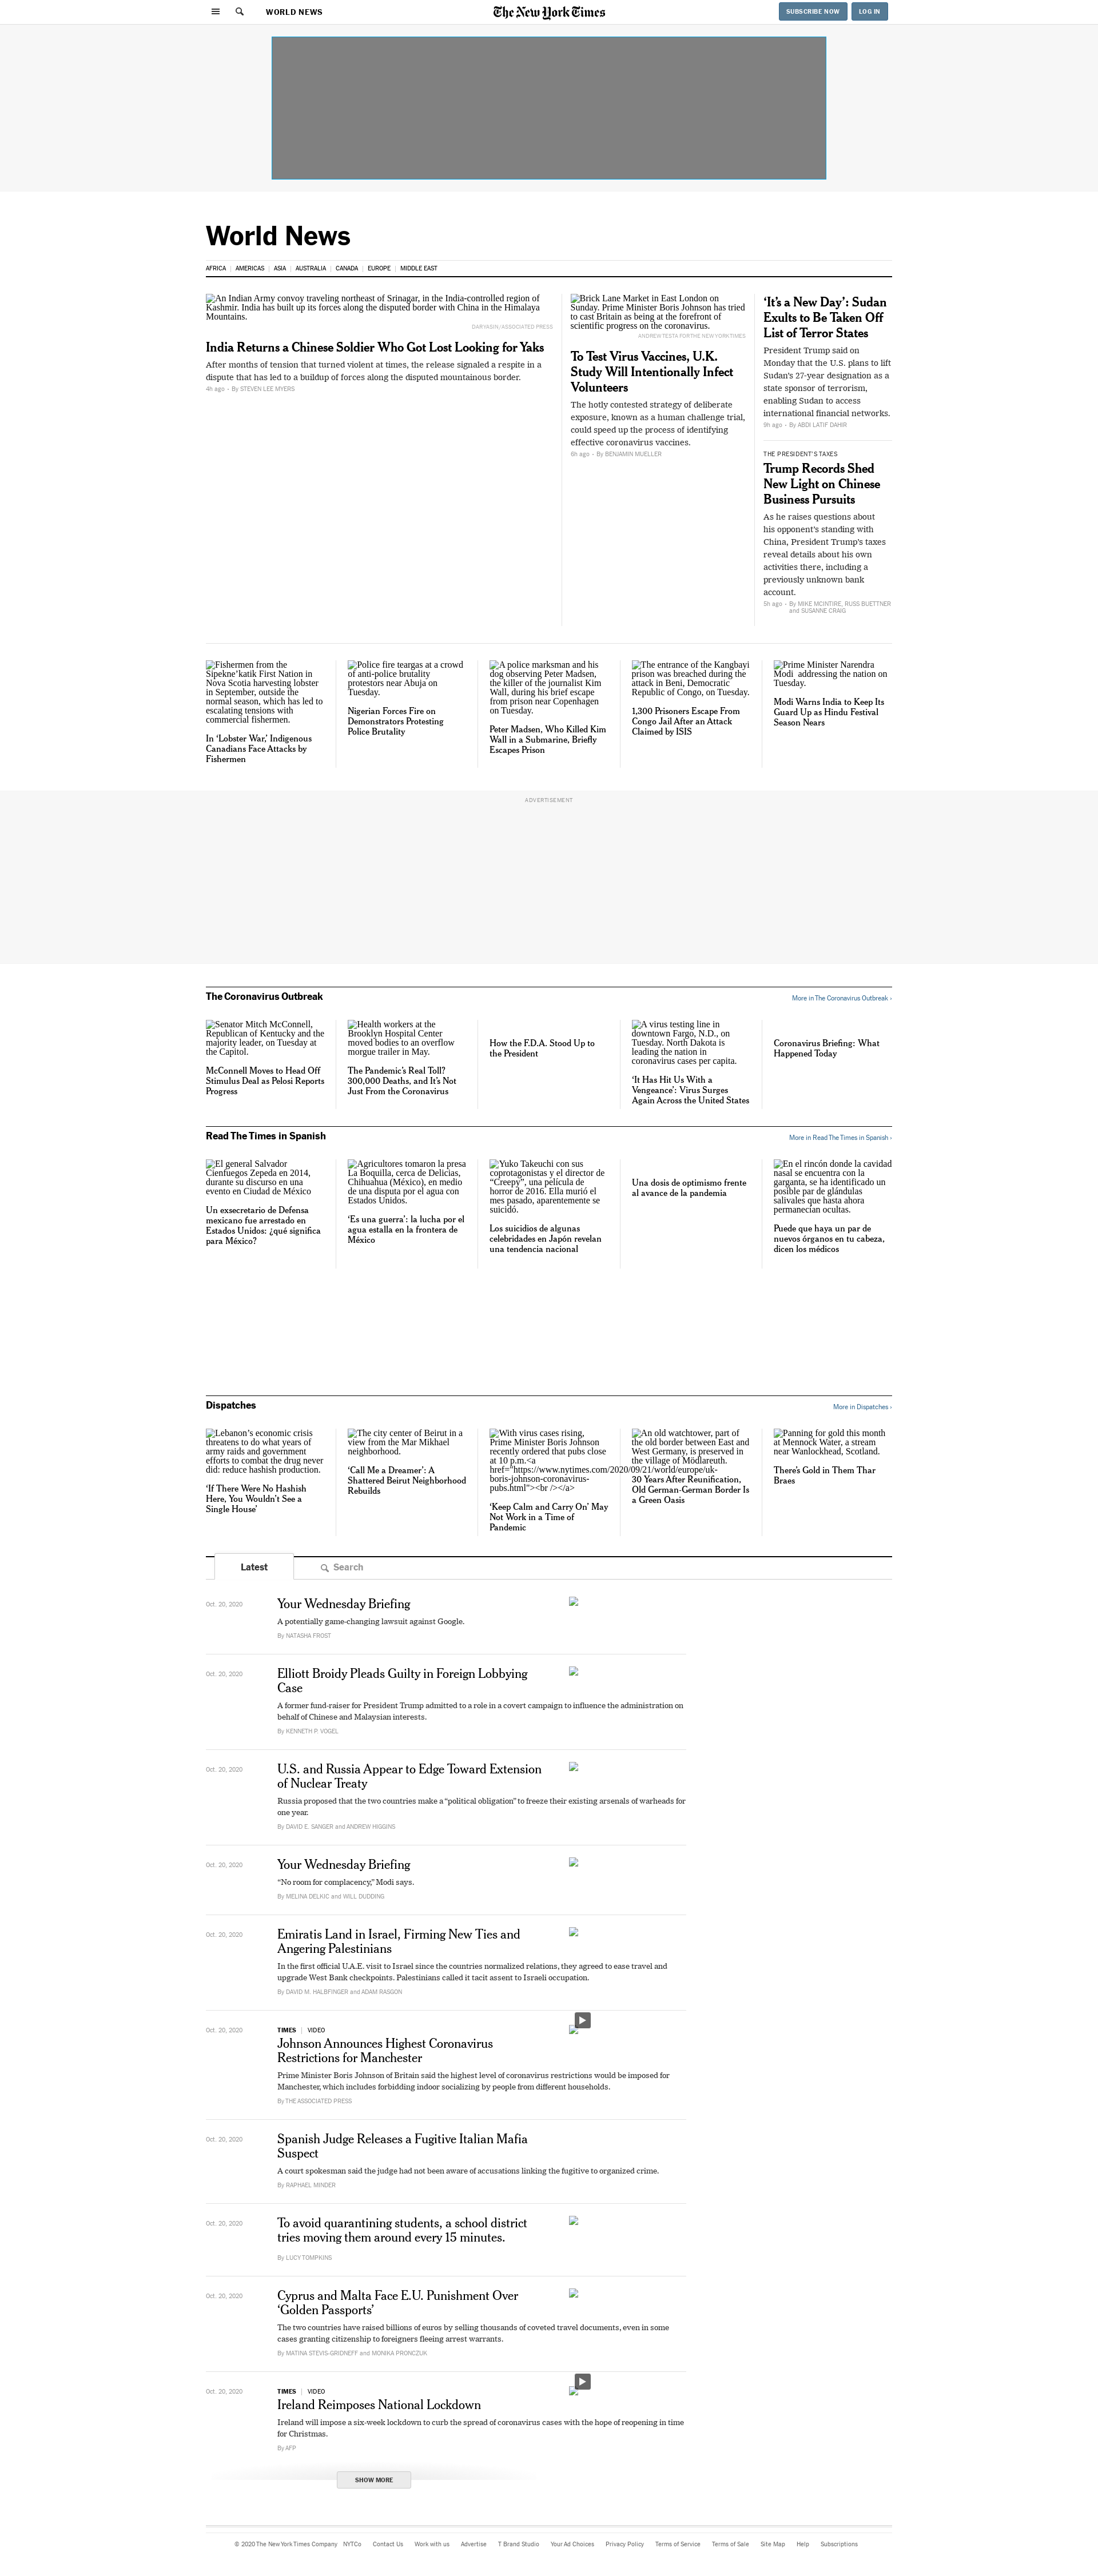 WORLD NEWS
The New York Times
SUBSCRIBE NOW
LOG IN
World News
AFRICA | AMERICAS | ASIA | AUSTRALIA | CANADA | EUROPE | MIDDLE EAST
An Indian Army convoy traveling northeast of Srinagar, in the India-controlled region of
Kashmir. India has built up its forces along the disputed border with China in the Himalaya
Mountains.
DAR YASIN/ASSOCIATED PRESS
India Returns a Chinese Soldier Who Got Lost Looking for Yaks
After months of tension that turned violent at times, the release signaled a respite in a
dispute that has led to a buildup of forces along the disputed mountainous border.
4h ago - By STEVEN LEE MYERS
Brick Lane Market in East London on
Sunday. Prime Minister Boris Johnson has tried
to cast Britain as being at the forefront of
scientific progress on the coronavirus.
ANDREW TESTA FOR THE NEW YORK TIMES
To Test Virus Vaccines, U.K.
Study Will Intentionally Infect
Volunteers
The hotly contested strategy of deliberate
exposure, known as a human challenge trial,
could speed up the process of identifying
effective coronavirus vaccines.
6h ago - By BENJAMIN MUELLER
‘It’s a New Day’: Sudan
Exults to Be Taken Off
List of Terror States
President Trump said on
Monday that the U.S. plans to lift
Sudan’s 27-year designation as a
state sponsor of terrorism,
enabling Sudan to access
international financial networks.
9h ago - By ABDI LATIF DAHIR
THE PRESIDENT’S TAXES
Trump Records Shed
New Light on Chinese
Business Pursuits
As he raises questions about
his opponent’s standing with
China, President Trump’s taxes
reveal details about his own
activities there, including a
previously unknown bank
account.
5h ago - By MIKE MCINTIRE, RUSS BUETTNER
and SUSANNE CRAIG
Fishermen from the
Sipekne’katik First Nation in
Nova Scotia harvesting lobster
in September, outside the
normal season, which has led to
escalating tensions with
commercial fishermen.
In ‘Lobster War,’ Indigenous
Canadians Face Attacks by
Fishermen
Police fire teargas at a crowd
of anti-police brutality
protestors near Abuja on
Tuesday.
Nigerian Forces Fire on
Demonstrators Protesting
Police Brutality
A police marksman and his
dog observing Peter Madsen,
the killer of the journalist Kim
Wall, during his brief escape
from prison near Copenhagen
on Tuesday.
Peter Madsen, Who Killed Kim
Wall in a Submarine, Briefly
Escapes Prison
The entrance of the Kangbayi
prison was breached during the
attack in Beni, Democratic
Republic of Congo, on Tuesday.
1,300 Prisoners Escape From
Congo Jail After an Attack
Claimed by ISIS
Prime Minister Narendra
Modi addressing the nation on
Tuesday.
Modi Warns India to Keep Its
Guard Up as Hindu Festival
Season Nears
ADVERTISEMENT
The Coronavirus Outbreak
More in The Coronavirus Outbreak ›
Senator Mitch McConnell,
Republican of Kentucky and the
majority leader, on Tuesday at
the Capitol.
McConnell Moves to Head Off
Stimulus Deal as Pelosi Reports
Progress
Health workers at the
Brooklyn Hospital Center
moved bodies to an overflow
morgue trailer in May.
The Pandemic’s Real Toll?
300,000 Deaths, and It’s Not
Just From the Coronavirus
How the F.D.A. Stood Up to
the President
A virus testing line in
downtown Fargo, N.D., on
Tuesday. North Dakota is
leading the nation in
coronavirus cases per capita.
‘It Has Hit Us With a
Vengeance’: Virus Surges
Again Across the United States
Coronavirus Briefing: What
Happened Today
Read The Times in Spanish
More in Read The Times in Spanish ›
El general Salvador
Cienfuegos Zepeda en 2014,
durante su discurso en una
evento en Ciudad de México
Un exsecretario de Defensa
mexicano fue arrestado en
Estados Unidos: ¿qué significa
para México?
Agricultores tomaron la presa
La Boquilla, cerca de Delicias,
Chihuahua (México), en medio
de una disputa por el agua con
Estados Unidos.
‘Es una guerra’: la lucha por el
agua estalla en la frontera de
México
Yuko Takeuchi con sus
coprotagonistas y el director de
“Creepy”, una película de
horror de 2016. Ella murió el
mes pasado, aparentemente se
suicidó.
Los suicidios de algunas
celebridades en Japón revelan
una tendencia nacional
Una dosis de optimismo frente
al avance de la pandemia
En el rincón donde la cavidad
nasal se encuentra con la
garganta, se ha identificado un
posible par de glándulas
salivales que hasta ahora
permanecían ocultas.
Puede que haya un par de
nuevos órganos en tu cabeza,
dicen los médicos
Dispatches
More in Dispatches ›
Lebanon’s economic crisis
threatens to do what years of
army raids and government
efforts to combat the drug never
did: reduce hashish production.
‘If There Were No Hashish
Here, You Wouldn’t See a
Single House’
The city center of Beirut in a
view from the Mar Mikhael
neighborhood.
‘Call Me a Dreamer’: A
Shattered Beirut Neighborhood
Rebuilds
With virus cases rising,
Prime Minister Boris Johnson
recently ordered that pubs close
at 10 p.m.<a
href="https://www.nytimes.com/2020/09/21/world/europe/uk-
boris-johnson-coronavirus-
pubs.html"><br /></a>
‘Keep Calm and Carry On’ May
Not Work in a Time of
Pandemic
An old watchtower, part of
the old border between East and
West Germany, is preserved in
the village of Mödlareuth.
30 Years After Reunification,
Old German-German Border Is
a Green Oasis
Panning for gold this month
at Mennock Water, a stream
near Wanlockhead, Scotland.
There’s Gold in Them Thar
Braes
Latest
Search
Oct. 20, 2020
Your Wednesday Briefing
A potentially game-changing lawsuit against Google.
By NATASHA FROST
Oct. 20, 2020
Elliott Broidy Pleads Guilty in Foreign Lobbying
Case
A former fund-raiser for President Trump admitted to a role in a covert campaign to influence the administration on
behalf of Chinese and Malaysian interests.
By KENNETH P. VOGEL
Oct. 20, 2020
U.S. and Russia Appear to Edge Toward Extension
of Nuclear Treaty
Russia proposed that the two countries make a “political obligation” to freeze their existing arsenals of warheads for
one year.
By DAVID E. SANGER and ANDREW HIGGINS
Oct. 20, 2020
Your Wednesday Briefing
“No room for complacency,” Modi says.
By MELINA DELKIC and WILL DUDDING
Oct. 20, 2020
Emiratis Land in Israel, Firming New Ties and
Angering Palestinians
In the first official U.A.E. visit to Israel since the countries normalized relations, they agreed to ease travel and
upgrade West Bank checkpoints. Palestinians called it tacit assent to Israeli occupation.
By DAVID M. HALBFINGER and ADAM RASGON
Oct. 20, 2020
TIMES | VIDEO
Johnson Announces Highest Coronavirus
Restrictions for Manchester
Prime Minister Boris Johnson of Britain said the highest level of coronavirus restrictions would be imposed for
Manchester, which includes forbidding indoor socializing by people from different households.
By THE ASSOCIATED PRESS
Oct. 20, 2020
Spanish Judge Releases a Fugitive Italian Mafia
Suspect
A court spokesman said the judge had not been aware of accusations linking the fugitive to organized crime.
By RAPHAEL MINDER
Oct. 20, 2020
To avoid quarantining students, a school district
tries moving them around every 15 minutes.
By LUCY TOMPKINS
Oct. 20, 2020
Cyprus and Malta Face E.U. Punishment Over
‘Golden Passports’
The two countries have raised billions of euros by selling thousands of coveted travel documents, even in some
cases granting citizenship to foreigners fleeing arrest warrants.
By MATINA STEVIS-GRIDNEFF and MONIKA PRONCZUK
Oct. 20, 2020
TIMES | VIDEO
Ireland Reimposes National Lockdown
Ireland will impose a six-week lockdown to curb the spread of coronavirus cases with the hope of reopening in time
for Christmas.
By AFP
SHOW MORE
© 2020 The New York Times Company NYTCo Contact Us Work with us Advertise T Brand Studio Your Ad Choices Privacy Policy Terms of Service Terms of Sale Site Map Help Subscriptions